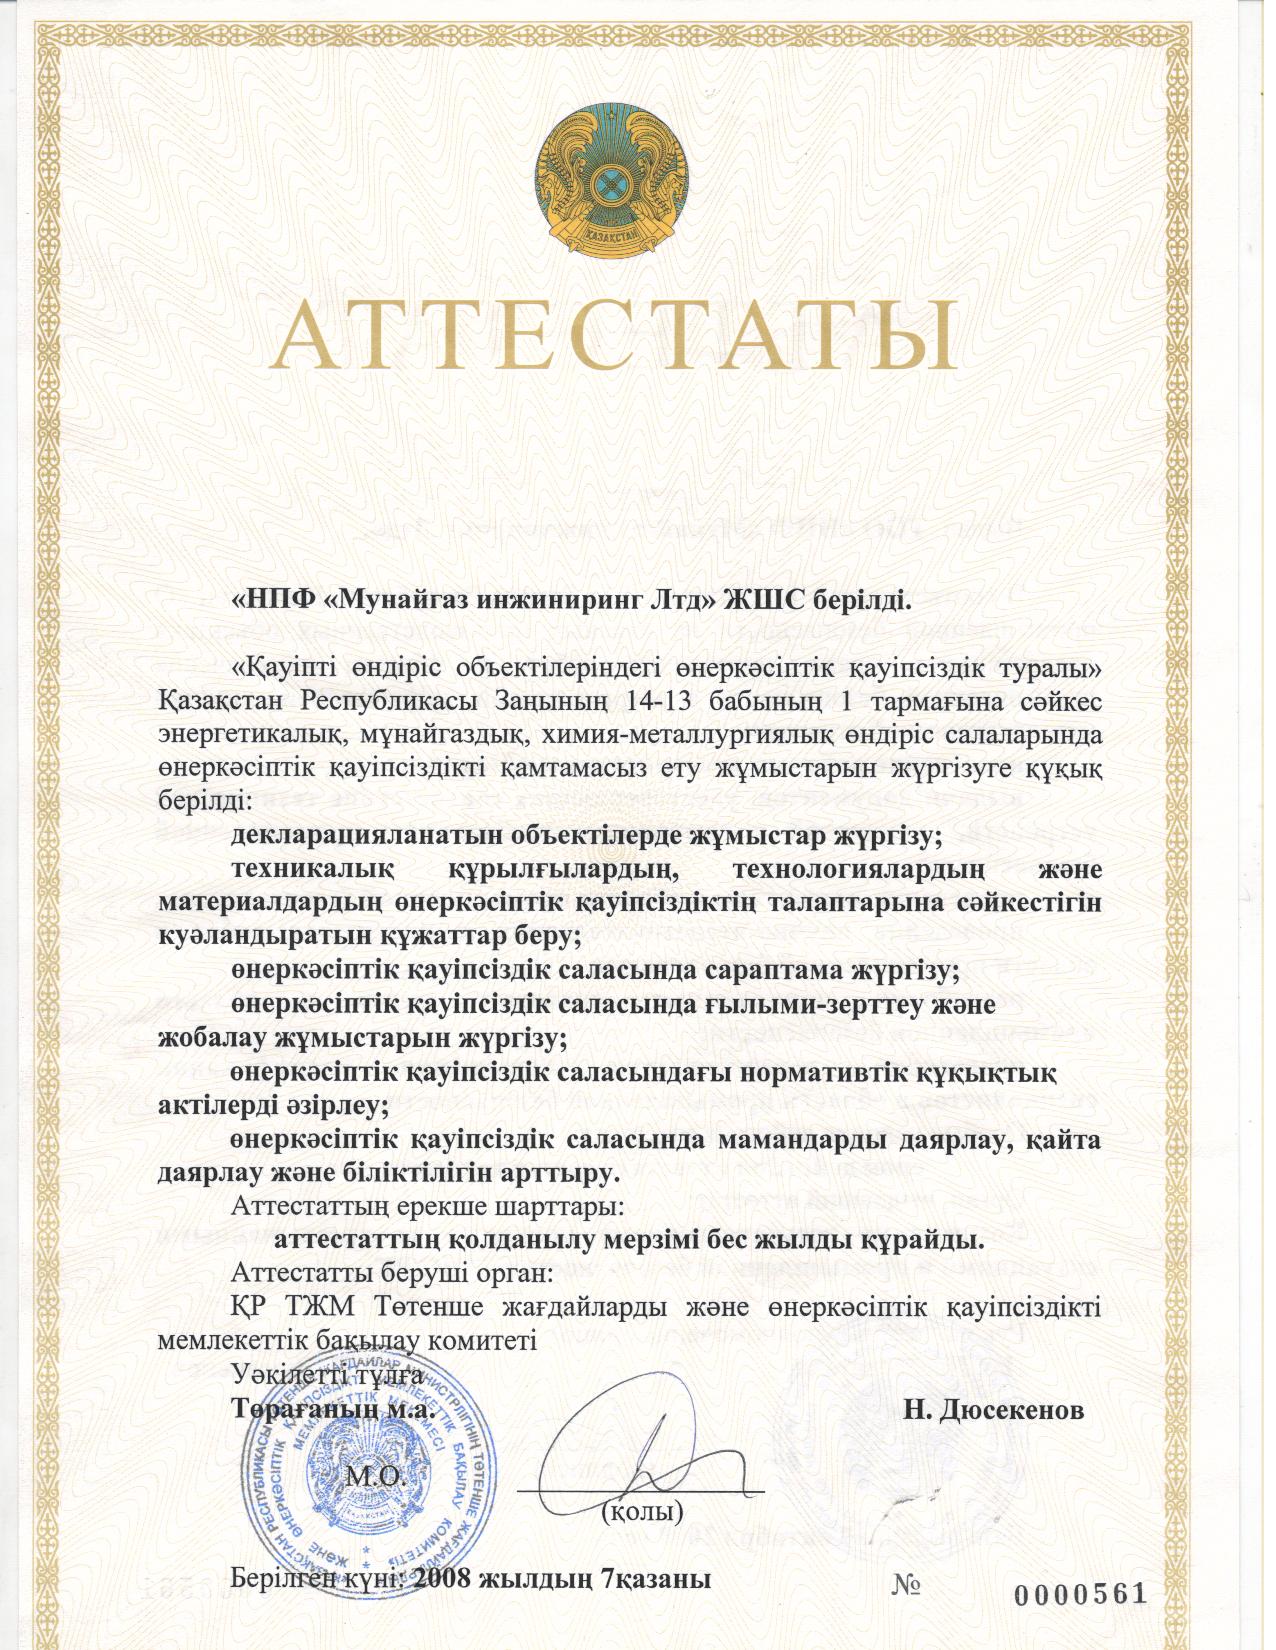 ҚАЗАҚСТАН
АТТЕСТАТЫ
«НПФ «Мунайгаз инжиниринг Лтд» ЖШС берілді.
«Қауіпті өндіріс объектілеріндегі өнеркәсіптік қауіпсіздік туралы»
Қазақстан Республикасы Заңының 14-13 бабының 1 тармағына сәйкес
энергетикалық, мұнайгаздық, химия-металлургиялық өндіріс салаларында
өнеркәсіптік қауіпсіздікті қамтамасыз ету жұмыстарын жүргізуге құқық
берілді:
декларацияланатын объектілерде жұмыстар жүргізу;
техникалық құрылғылардың, технологиялардың және
материалдардың өнеркәсіптік қауіпсіздіктің талаптарына сәйкестігін
куәландыратын құжаттар беру;
өнеркәсіптік қауіпсіздік саласында сараптама жүргізу;
өнеркәсіптік қауіпсіздік саласында ғылыми-зерттеу және
жобалау жұмыстарын жүргізу;
өнеркәсіптік қауіпсіздік саласындағы нормативтік құқықтық
актілерді әзірлеу;
өнеркәсіптік қауіпсіздік саласында мамандарды даярлау, қайта
даярлау және біліктілігін арттыру.
Аттестаттың ерекше шарттары:
аттестаттың қолданылу мерзімі бес жылды құрайды.
Аттестатты беруші орган:
ҚР ТЖМ Төтенше жағдайларды және өнеркәсіптік қауіпсіздікті
мемлекеттік бақылау комитеті
Уәкілетті тұлға
Төрағаның м.а. Н. Дюсекенов
М.О.
(қолы)
Берілген күні: 2008 жылдың 7қазаны № 0000561